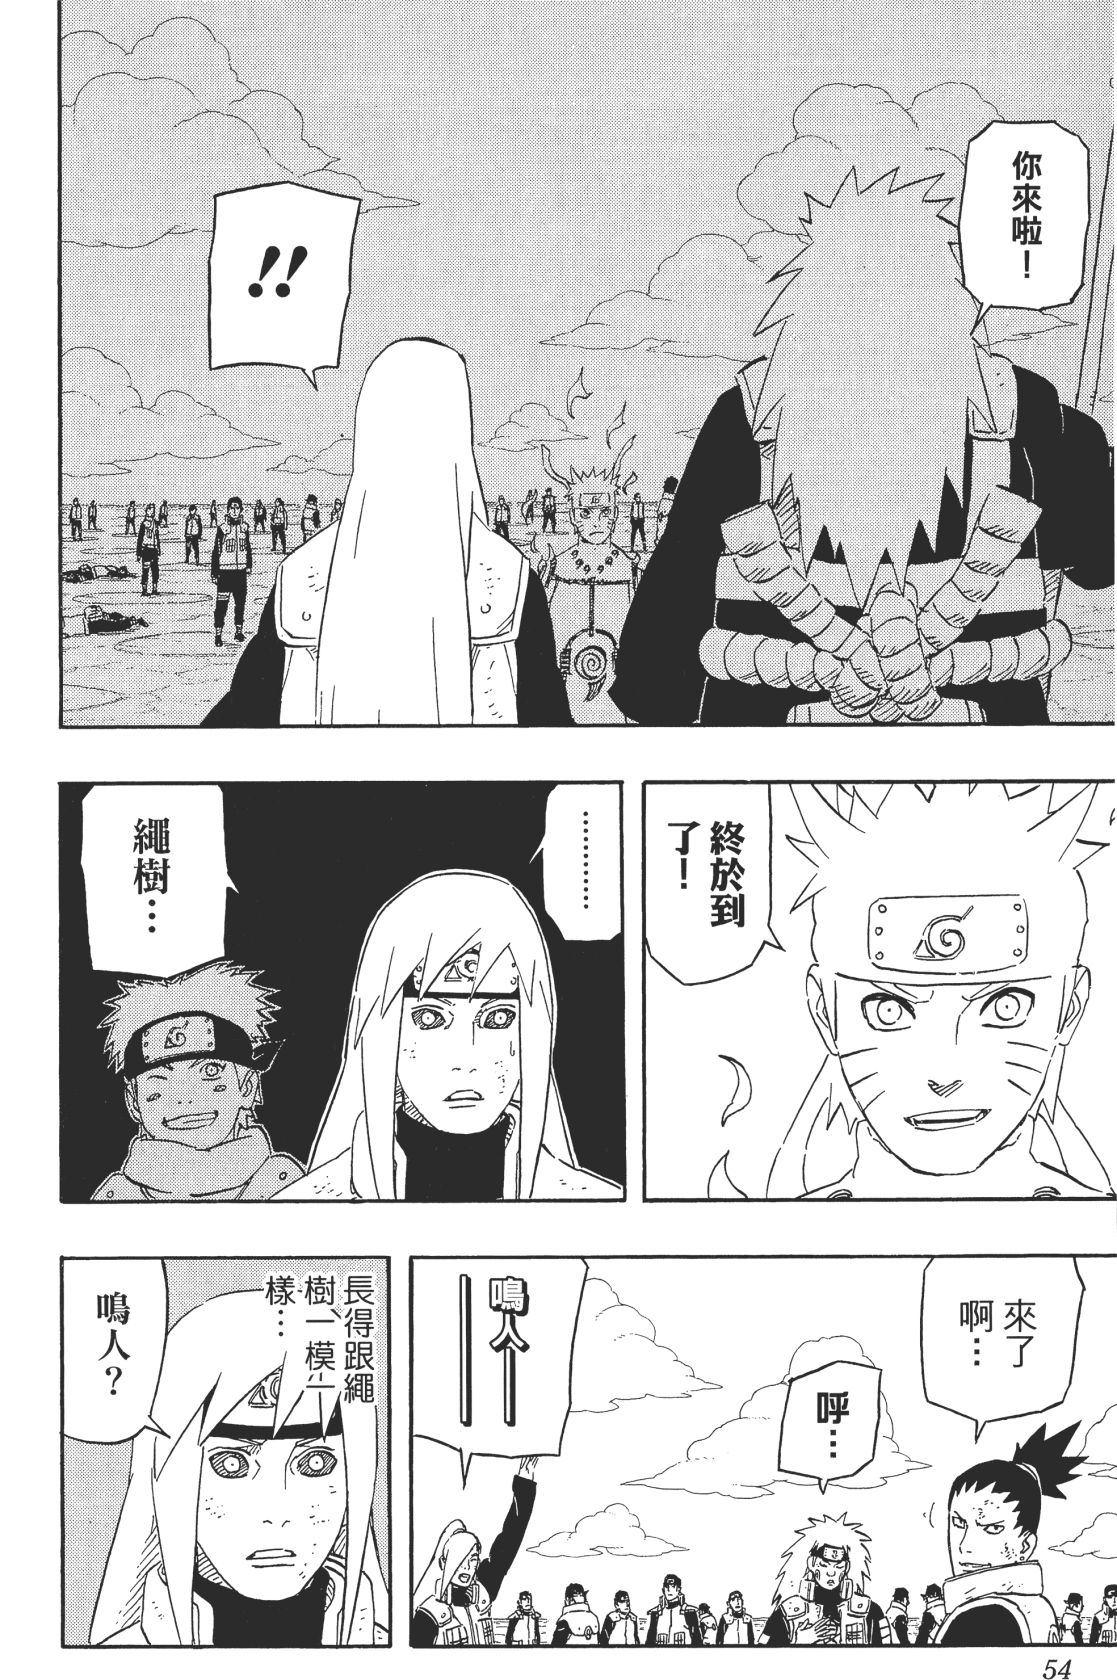 你來啦！
!!
終於到
了！
…………
繩樹…
來了
啊…
呼…
鳴人——
長得跟繩
樹一模一
樣…
鳴人？
54